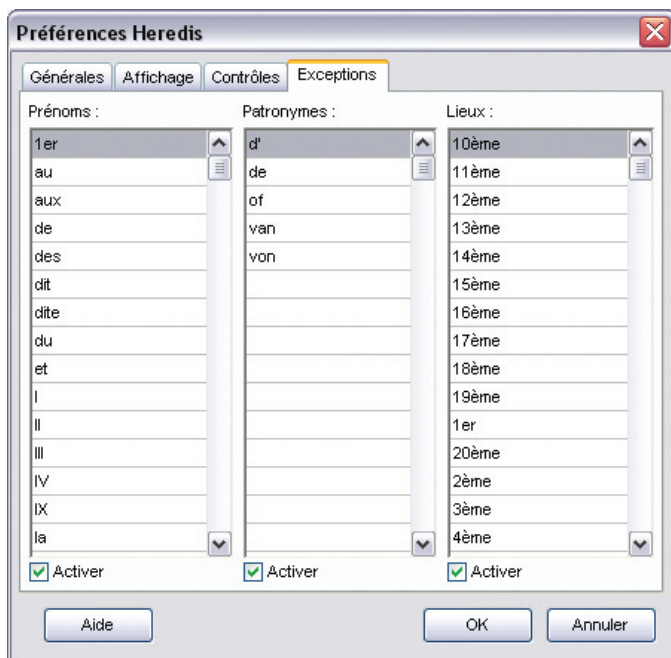 Préférences Heredis
Générales Affichage Contrôles Exceptions
Prénoms : Patronymes : Lieux :
1er d' 10ème
au de 11ème
aux of 12ème
de van 13ème
des von 14ème
dit 15ème
dite 16ème
du 17ème
et 18ème
I 19ème
II 1er
III 20ème
IV 2ème
IX 3ème
la 4ème
Activer Activer Activer
Aide OK Annuler